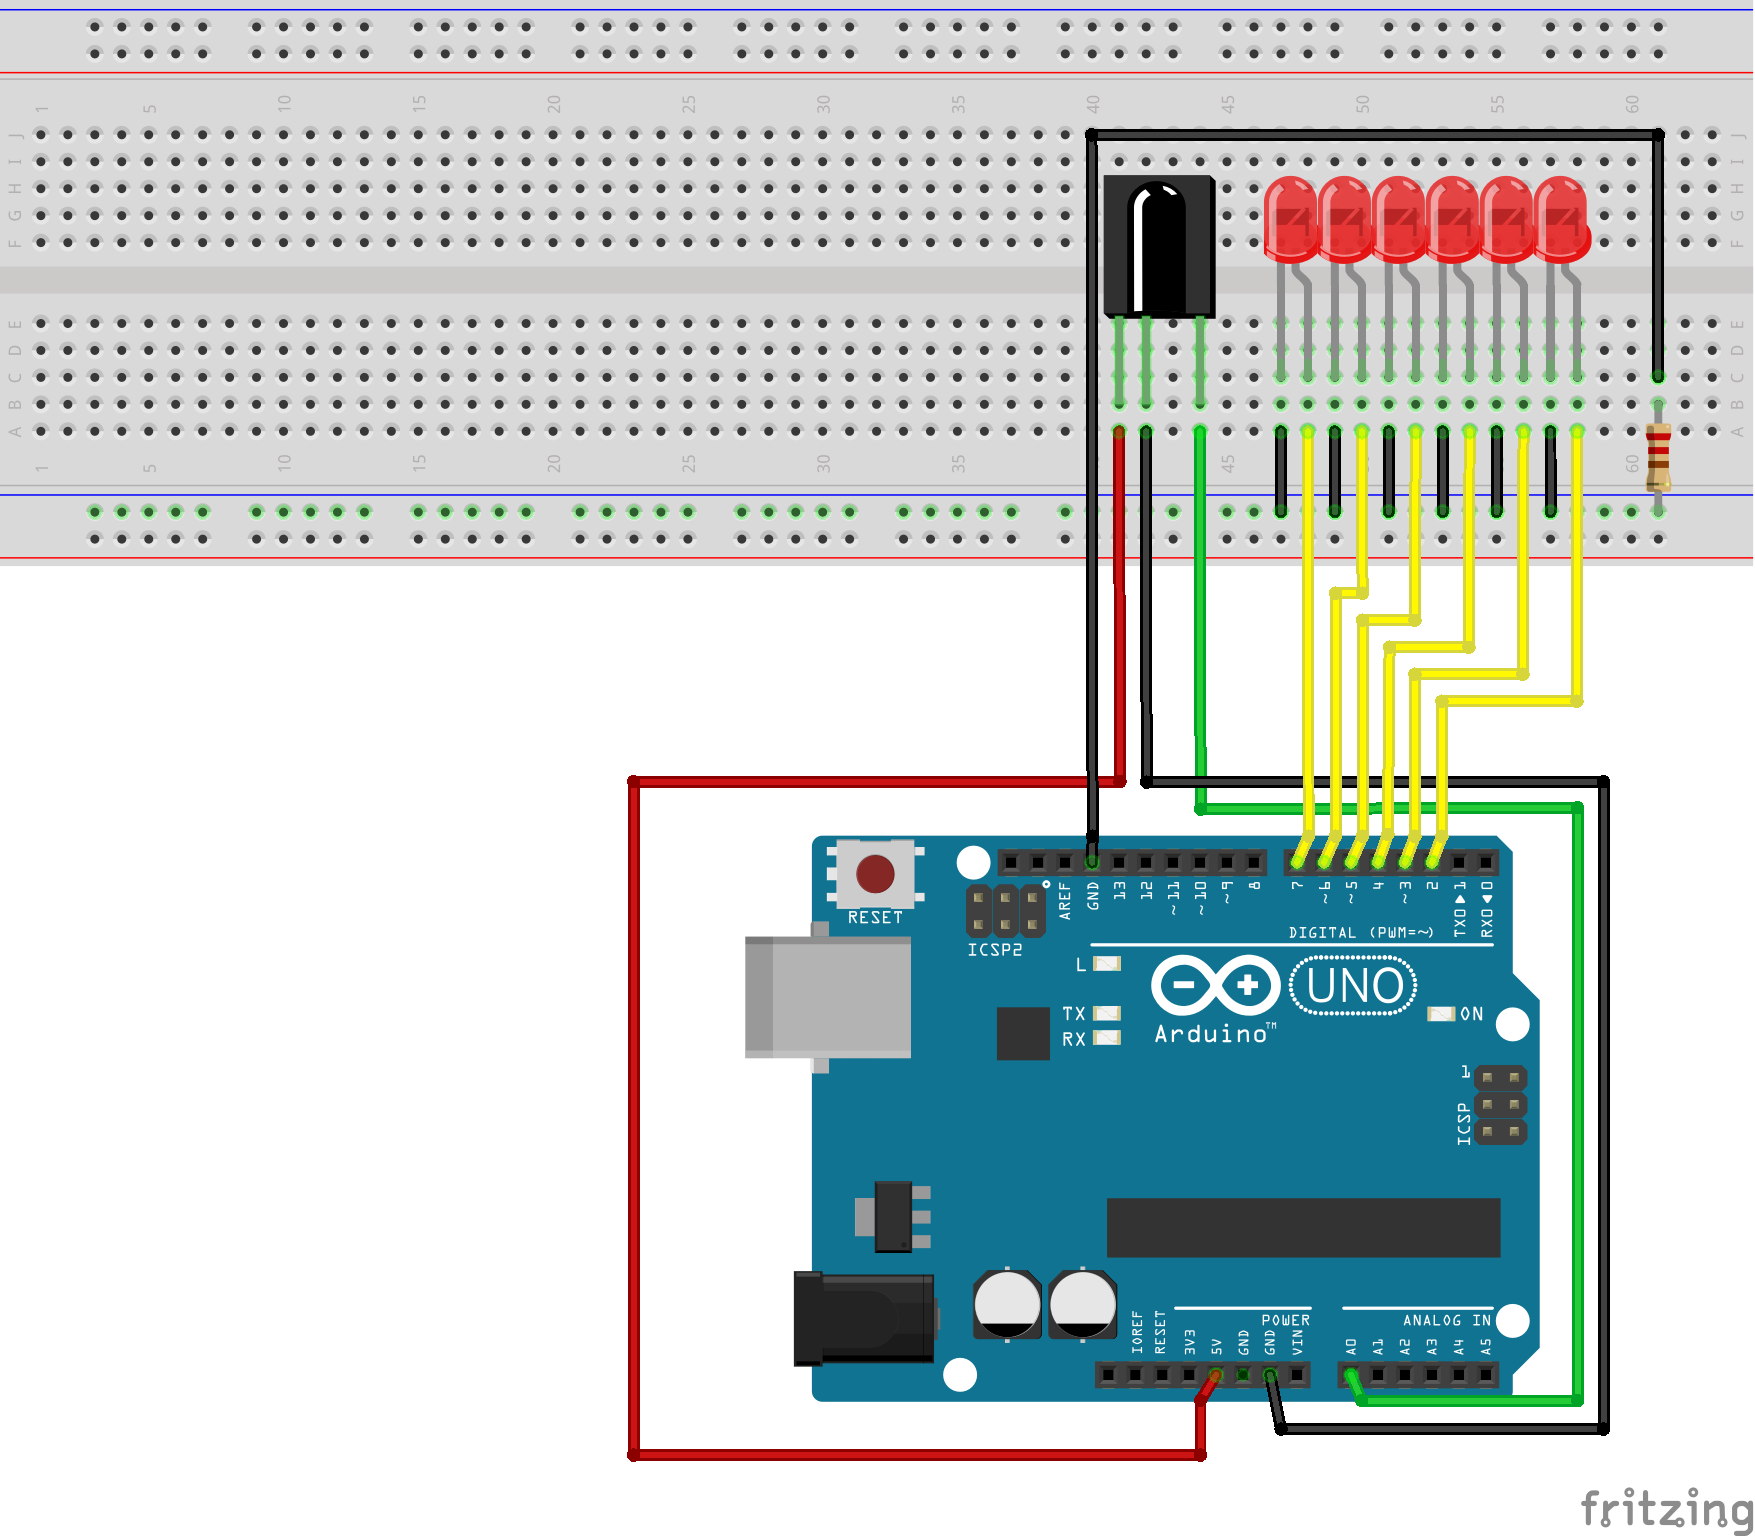 1 5 10 15 20 25 30 35 40 45 50 55 60
J J
I I
H H
G G
F F
E E
D D
C C
B B
A A
1 5 10 15 20 25 30 35 45 60
RESET
AREF GND 13 12 ~11 ~10 ~9 8 7 ~6 ~5 4 ~3 2 TX0▶1 RX0◀0
ICSP2
DIGITAL (PWM=~)
L
TX
RX
UNO
Arduino™
ON
1
ICSP
POWER
ANALOG IN
IOREF RESET 3V3 5V GND GND VIN A0 A1 A2 A3 A4 A5
fritzing